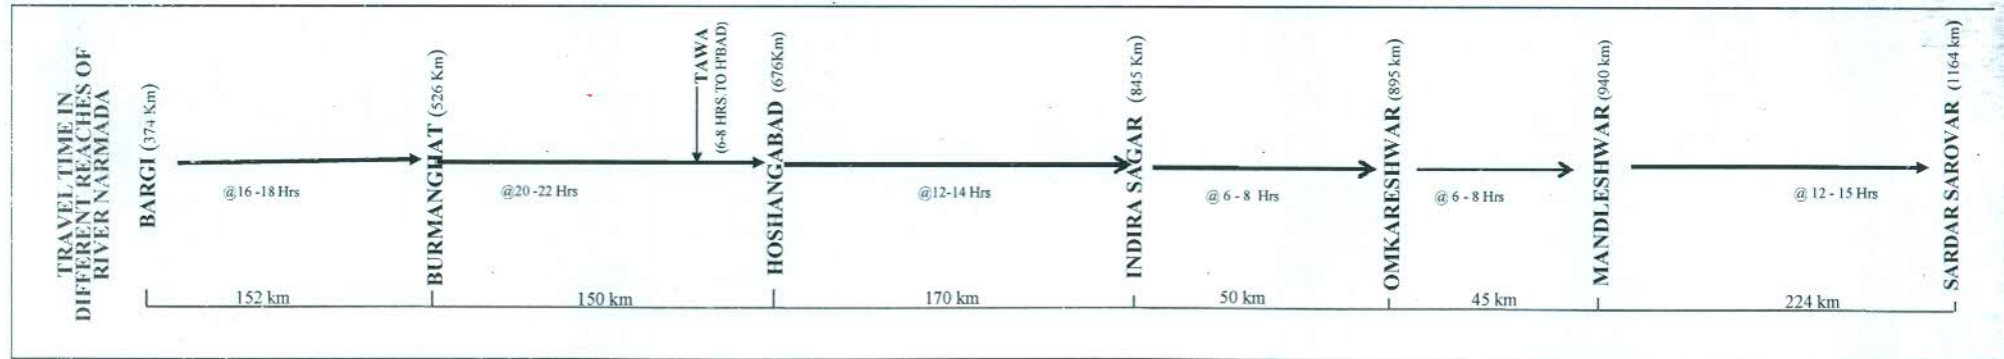 TRAVEL TIME IN
DIFFERENT REACHES OF
RIVER NARMADA
BARGI (374 Km)
@16 -18 Hrs
BURMANGHAT (526 Km)
@20 -22 Hrs
TAWA
(6-8 HRS.TO H'BAD)
HOSHANGABAD (676Km)
@12-14 Hrs
INDIRA SAGAR (845 Km)
@ 6 - 8 Hrs
OMKARESHWAR (895 km)
@ 6 - 8 Hrs
MANDLESHWAR (940 km)
@ 12 - 15 Hrs
SARDAR SAROVAR (1164 km)
152 km
150 km
170 km
50 km
45 km
224 km